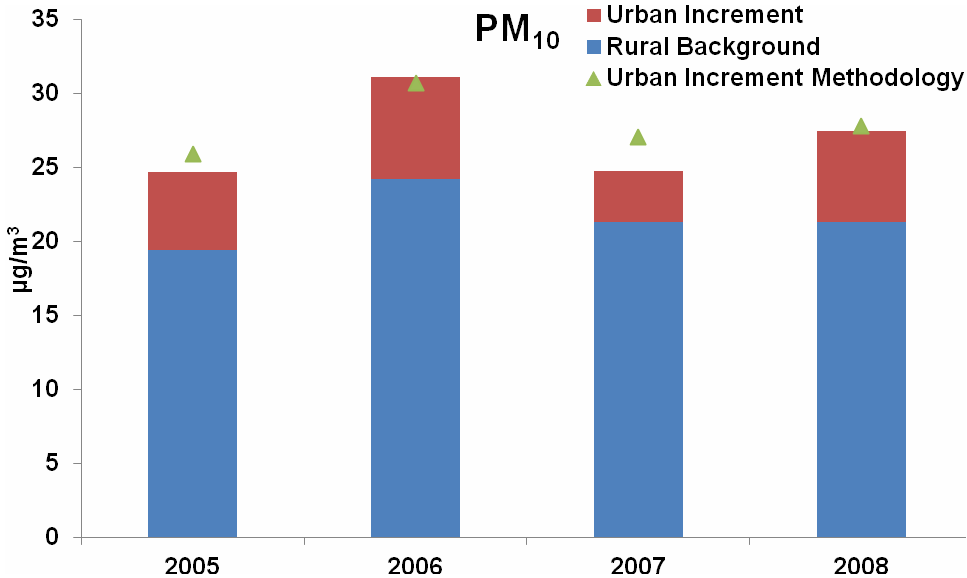 PM10
Urban Increment
Rural Background
Urban Increment Methodology
µg/m³
35
30
25
20
15
10
5
0
2005 2006 2007 2008